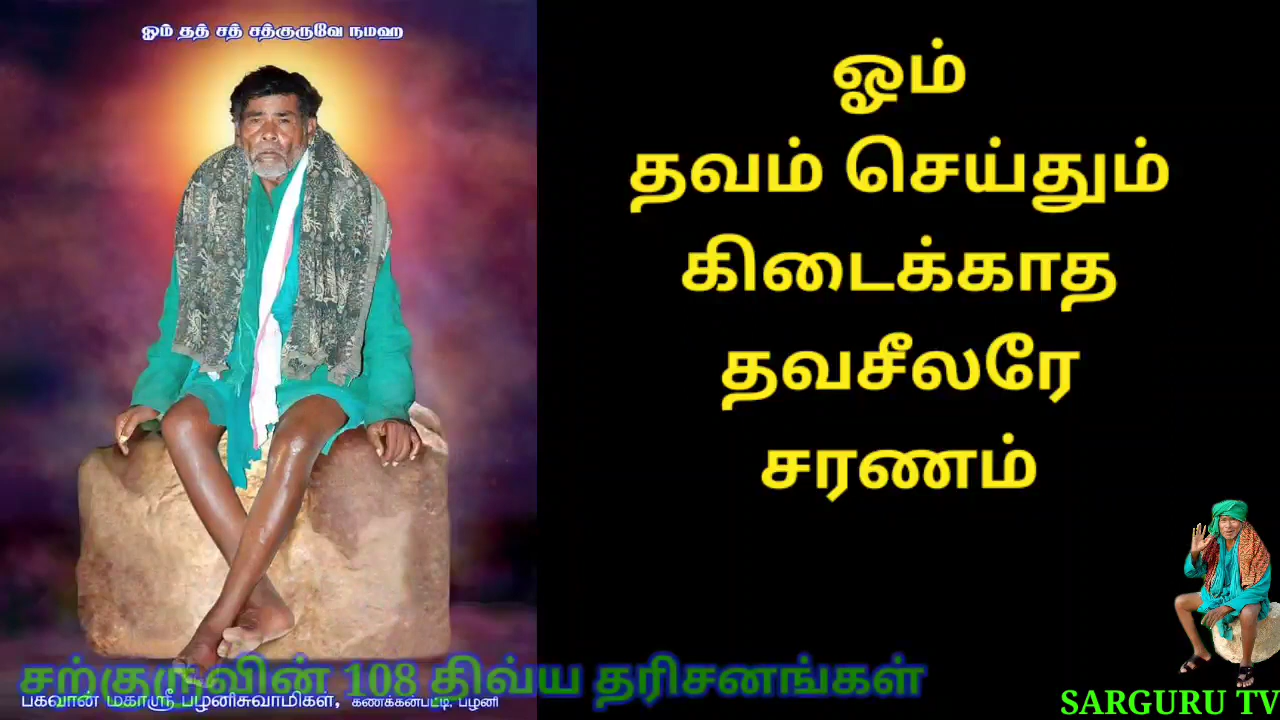 ஓம் தத் சத் சத்குருவே நமஹ
ஓம்
தவம் செய்தும்
கிடைக்காத
தவசீலரே
சரணம்
சற்குருவின் 108 திவ்ய தரிசனங்கள்
பகவான் மகாஸ்ரீ பழனிசுவாமிகள், கணக்கன்பட்டி, பழனி
SARGURU TV